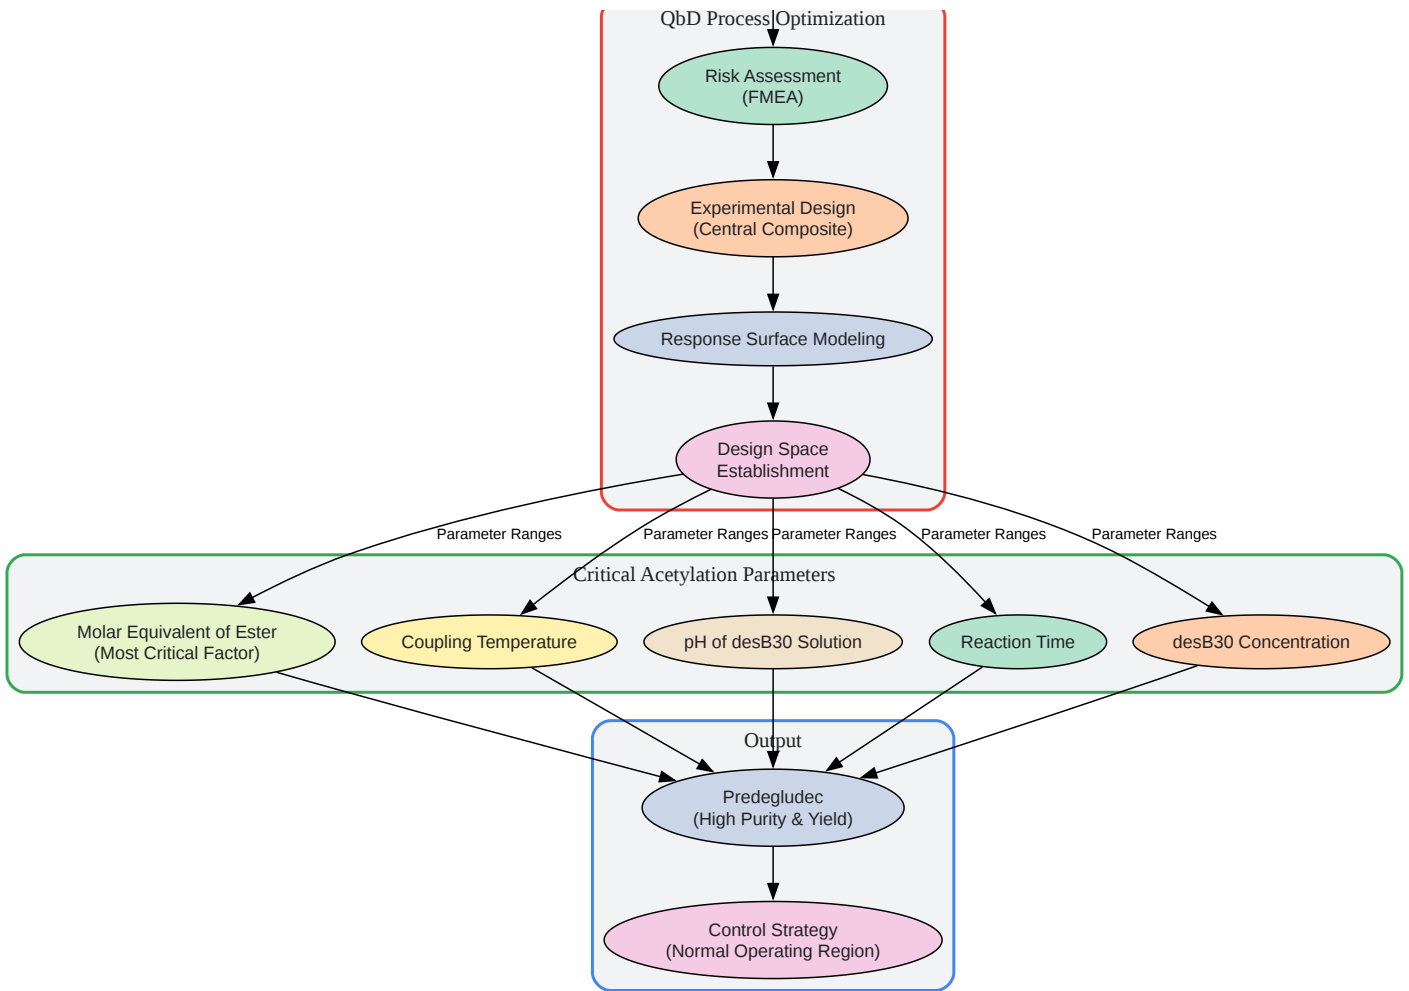 QbD Process Optimization
Risk Assessment
(FMEA)
Experimental Design
(Central Composite)
Response Surface Modeling
Design Space
Establishment
Parameter Ranges
Parameter Ranges
Parameter Ranges
Parameter Ranges
Parameter Ranges
Critical Acetylation Parameters
Molar Equivalent of Ester
(Most Critical Factor)
Coupling Temperature
pH of desB30 Solution
Reaction Time
desB30 Concentration
Output
Predegludec
(High Purity & Yield)
Control Strategy
(Normal Operating Region)